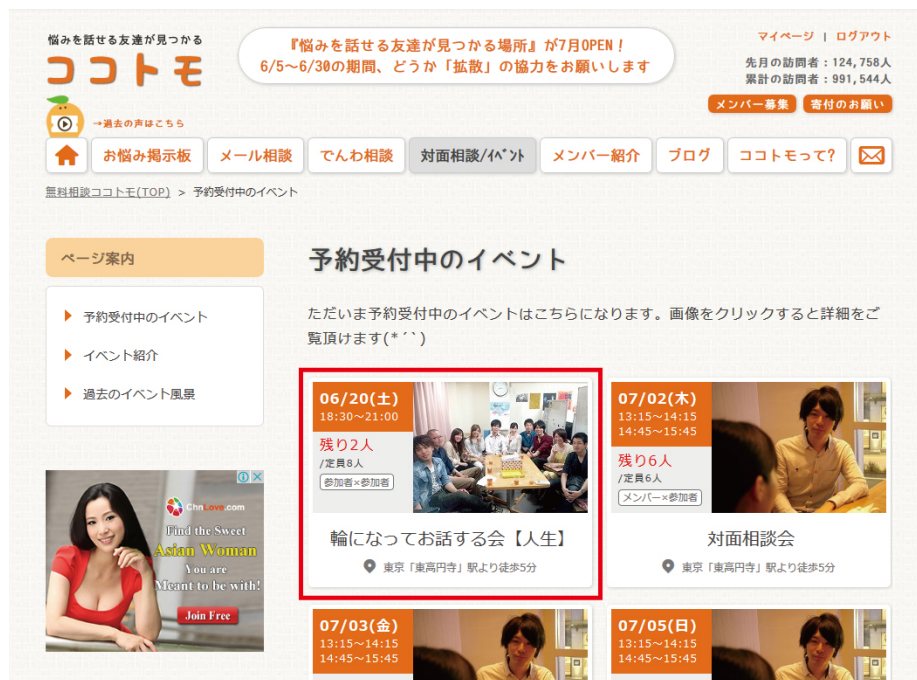 悩みを話せる友達が見つかる
ココトモ
→過去の声はこちら
『悩みを話せる友達が見つかる場所』が7月OPEN！
6/5～6/30の期間、どうか「拡散」の協力をお願いします
マイページ | ログアウト
先月の訪問者：124,758人
累計の訪問者：991,544人
メンバー募集 寄付のお願い
お悩み掲示板 メール相談 でんわ相談 対面相談/ｲﾍﾞﾝﾄ メンバー紹介 ブログ ココトモって?
無料相談ココトモ(TOP) > 予約受付中のイベント
ページ案内
予約受付中のイベント
イベント紹介
過去のイベント風景
ChnLove.com
Find the Sweet
Asian Woman
You are
Meant to be with!
Join Free
予約受付中のイベント
ただいま予約受付中のイベントはこちらになります。画像をクリックすると詳細をご
覧頂けます(*´`)
06/20(土)
18:30～21:00
残り2人
/定員8人
参加者×参加者
輪になってお話する会【人生】
東京「東高円寺」駅より徒歩5分
07/02(木)
13:15～14:15
14:45～15:45
残り6人
/定員6人
メンバー×参加者
対面相談会
東京「東高円寺」駅より徒歩5分
07/03(金)
13:15～14:15
14:45～15:45
07/05(日)
13:15～14:15
14:45～15:45